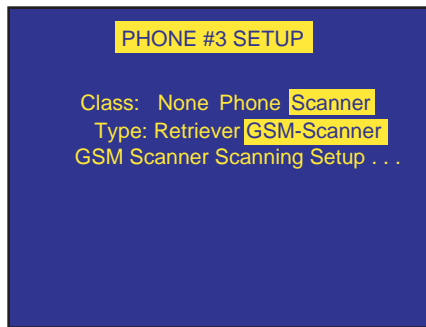 PHONE #3 SETUP
Class: None Phone Scanner
Type: Retriever GSM-Scanner
GSM Scanner Scanning Setup . . .